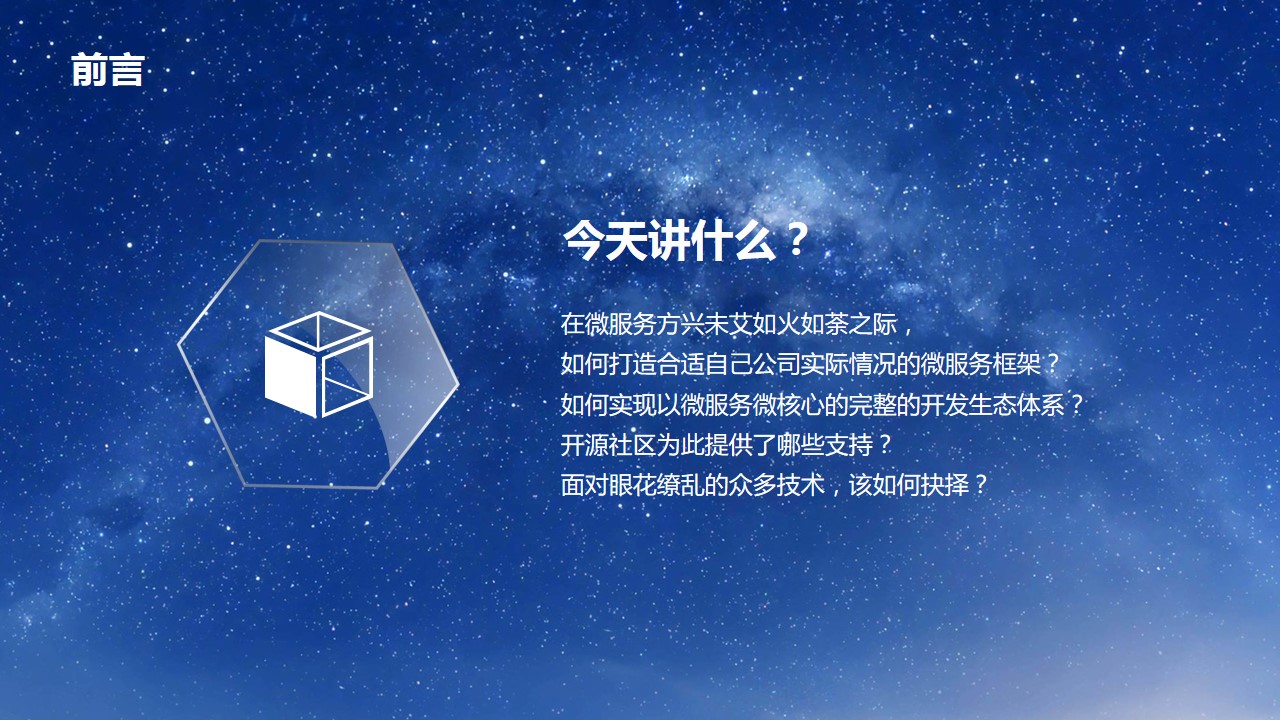 前言
今天讲什么？
在微服务方兴未艾如火如荼之际，
如何打造合适自己公司实际情况的微服务框架？
如何实现以微服务微核心的完整的开发生态体系？
开源社区为此提供了哪些支持？
面对眼花缭乱的众多技术，该如何抉择？